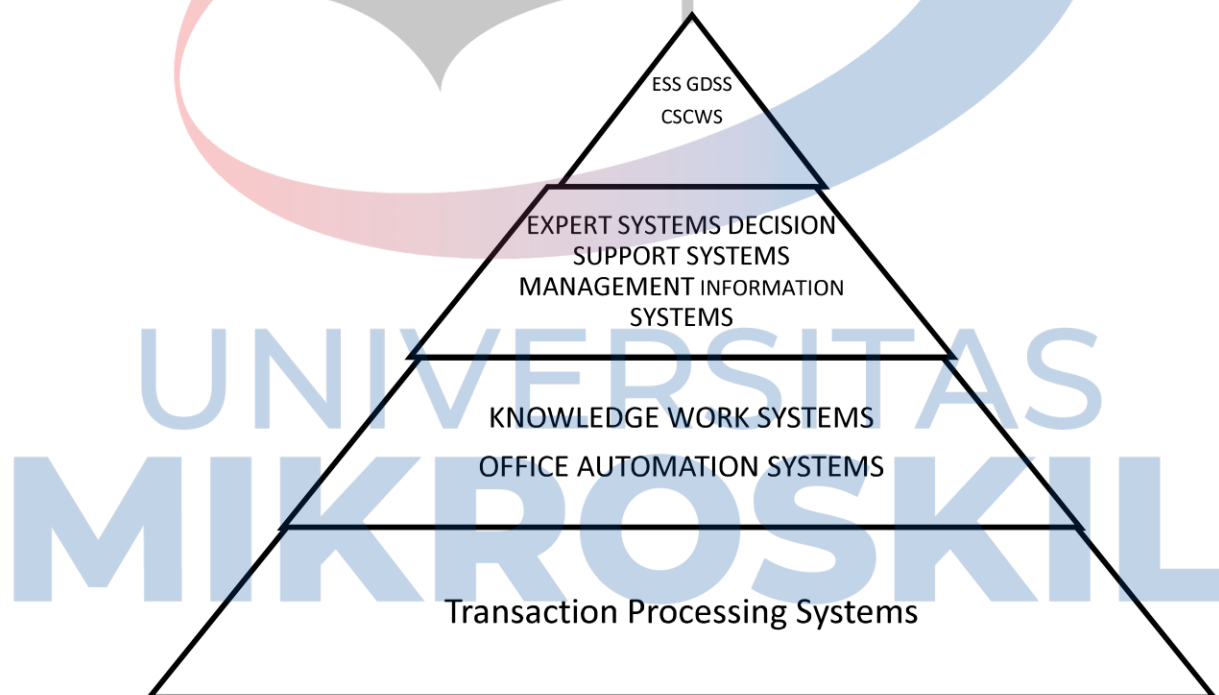 ESS GDSS
CSCWS
EXPERT SYSTEMS DECISION
SUPPORT SYSTEMS
MANAGEMENT INFORMATION
SYSTEMS
UNIVERSITAS
KNOWLEDGE WORK SYSTEMS
OFFICE AUTOMATION SYSTEMS
MIKROSKIL
Transaction Processing Systems